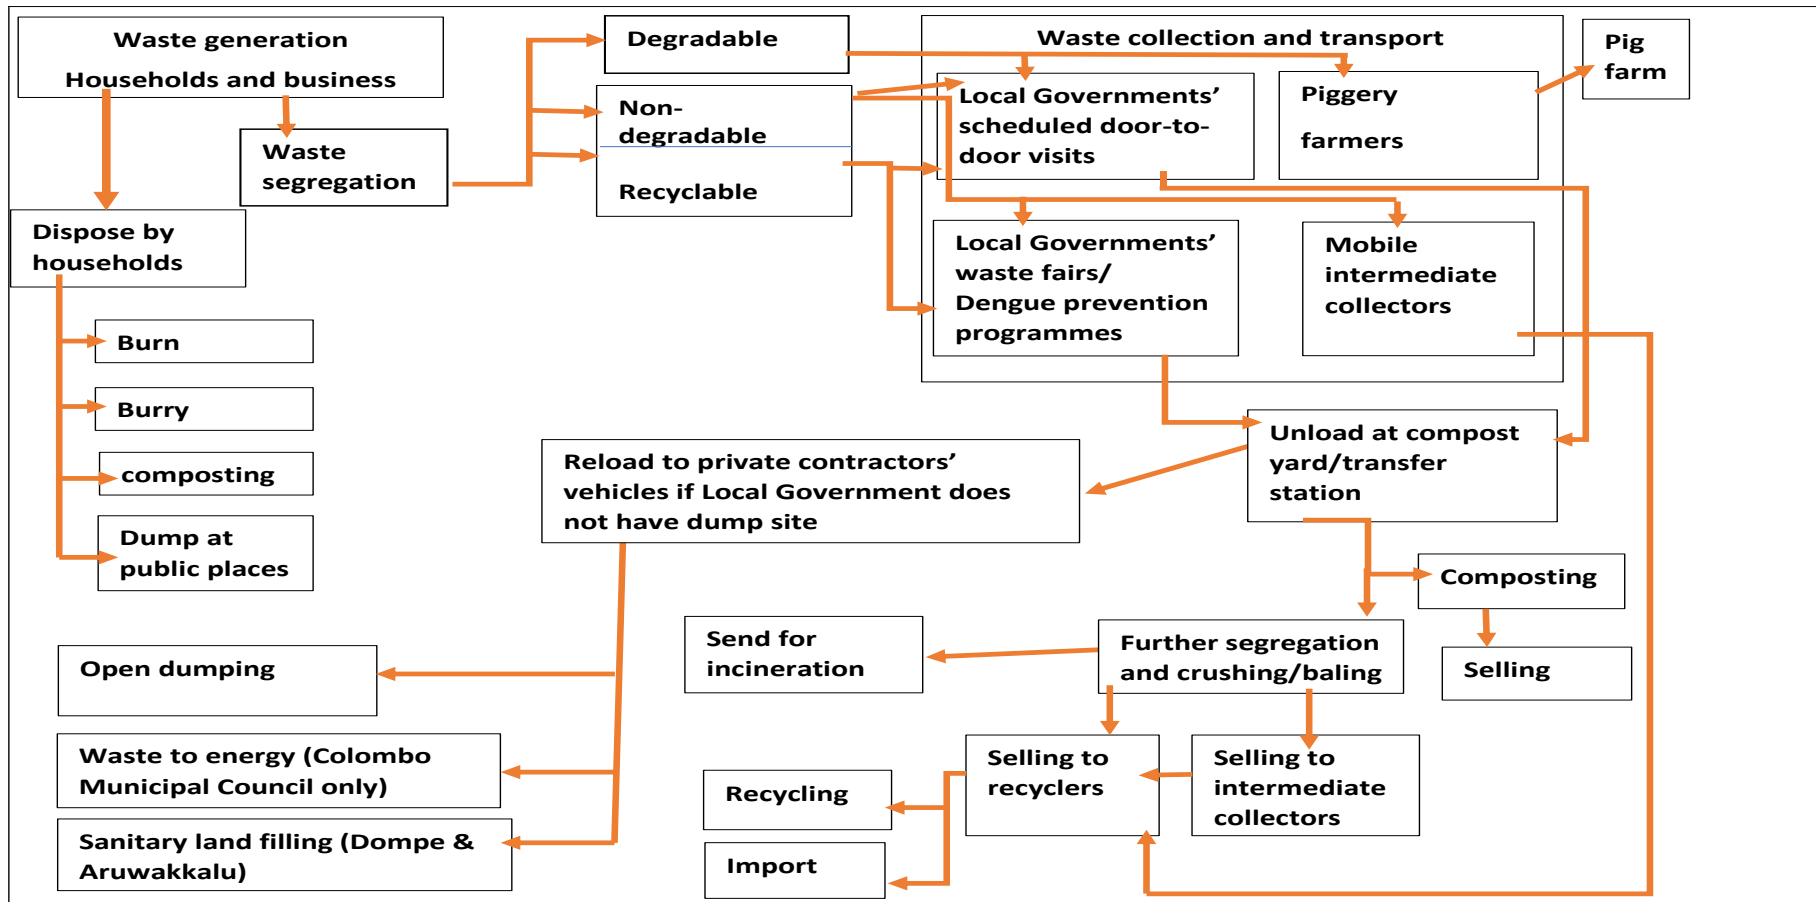 Waste generation
Households and business
Waste
segregation
Dispose by
households
Burn
Burry
composting
Dump at
public places
Degradable
Non-
degradable
Recyclable
Waste collection and transport
Local Governments’
scheduled door-to-
door visits
Piggery
farmers
Pig
farm
Local Governments’
waste fairs/
Dengue prevention
programmes
Mobile
intermediate
collectors
Unload at compost
yard/transfer
station
Reload to private contractors’
vehicles if Local Government does
not have dump site
Composting
Selling
Further segregation
and crushing/baling
Send for
incineration
Open dumping
Waste to energy (Colombo
Municipal Council only)
Sanitary land filling (Dompe &
Aruwakkalu)
Selling to
recyclers
Selling to
intermediate
collectors
Recycling
Import